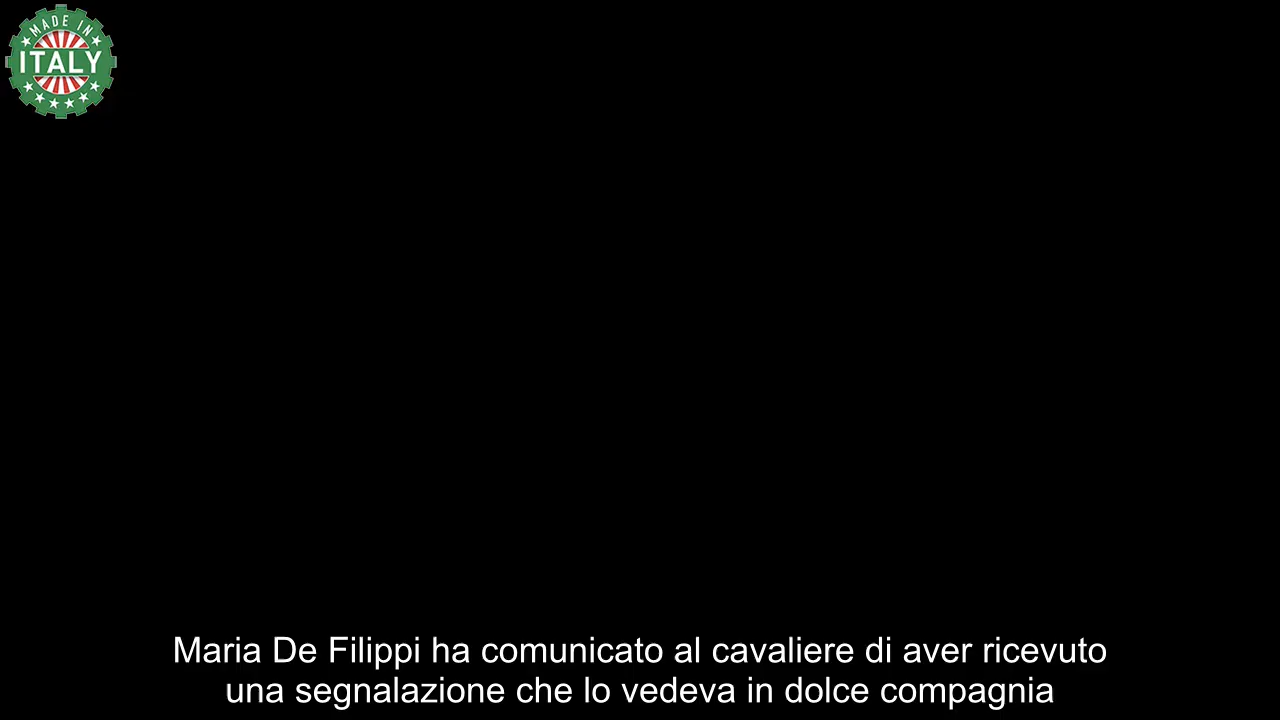 MADE IN
ITALY
Maria De Filippi ha comunicato al cavaliere di aver ricevuto
una segnalazione che lo vedeva in dolce compagnia